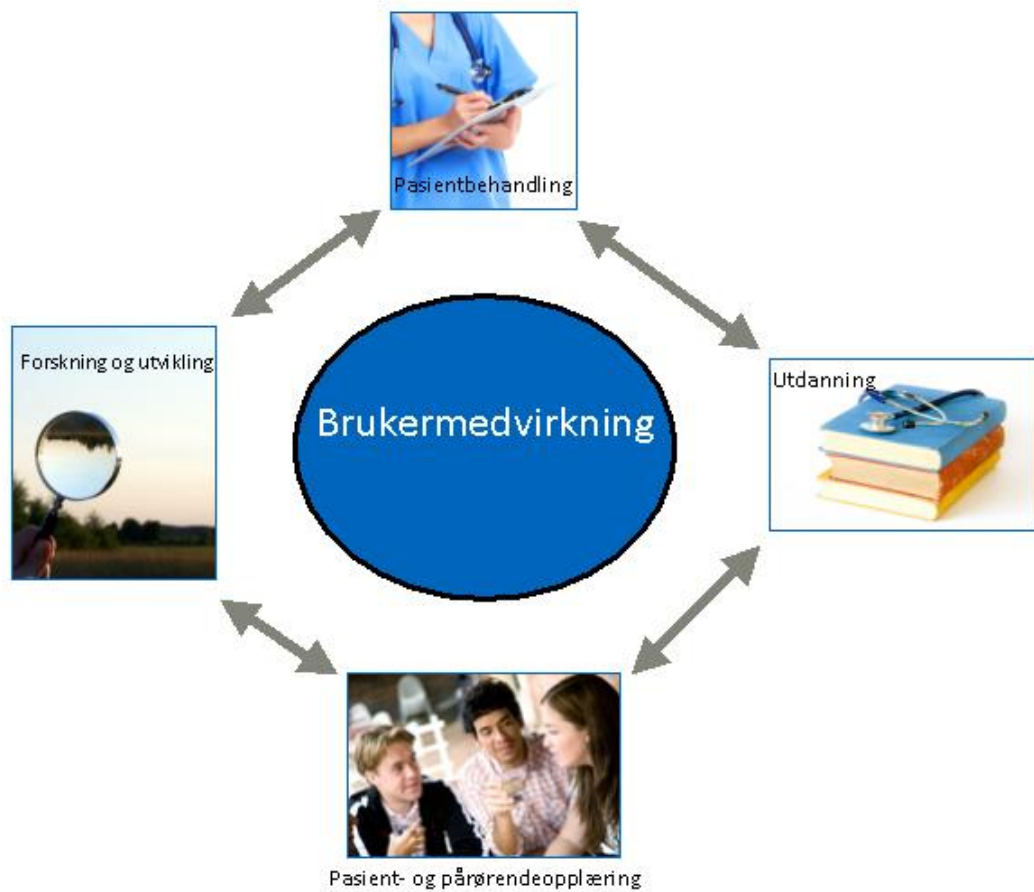 Pasientbehandling
Forskning og utvikling
Utdanning
Brukermedvirkning
Pasient- og pårørendeopplæring